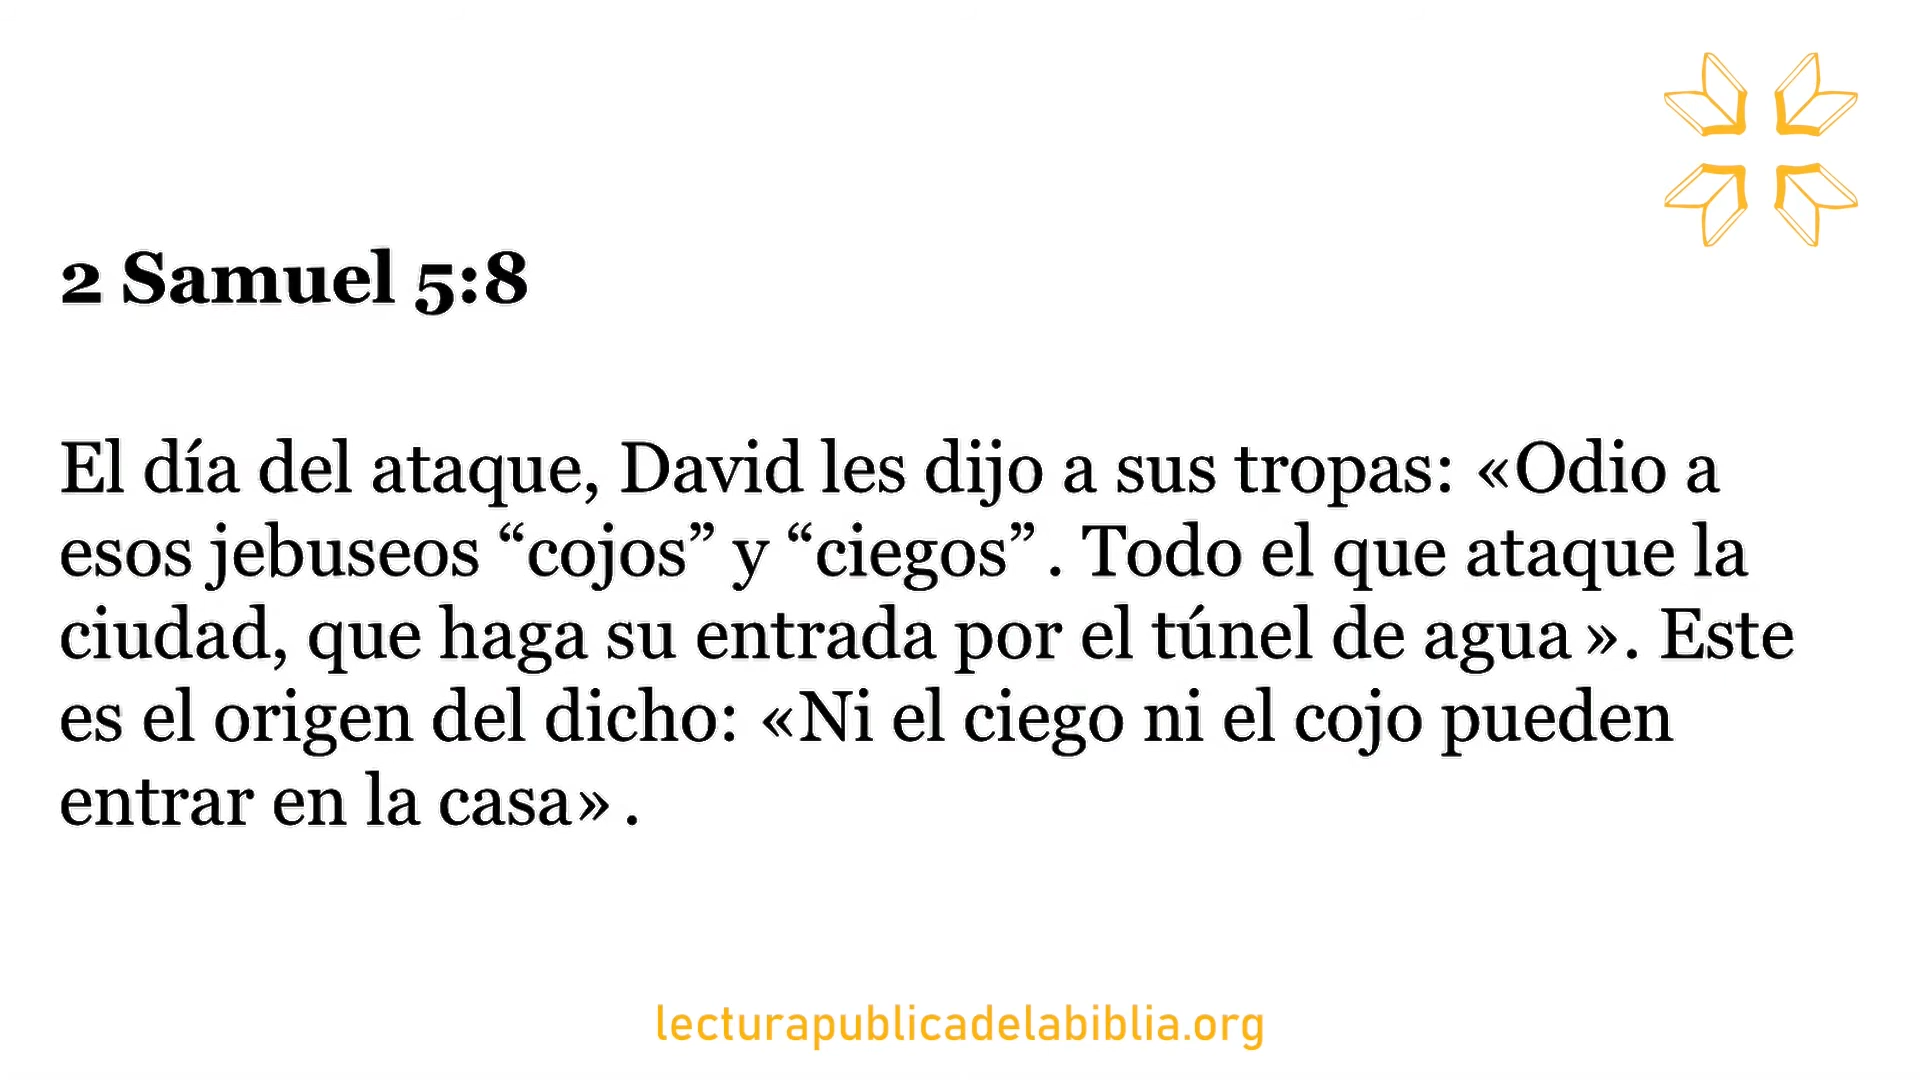 2 Samuel 5:8
El día del ataque, David les dijo a sus tropas: «Odio a
esos jebuseos “cojos” y “ciegos” . Todo el que ataque la
ciudad, que haga su entrada por el túnel de agua ». Este
es el origen del dicho: «Ni el ciego ni el cojo pueden
entrar en la casa» .
lecturapublicadelabiblia.org